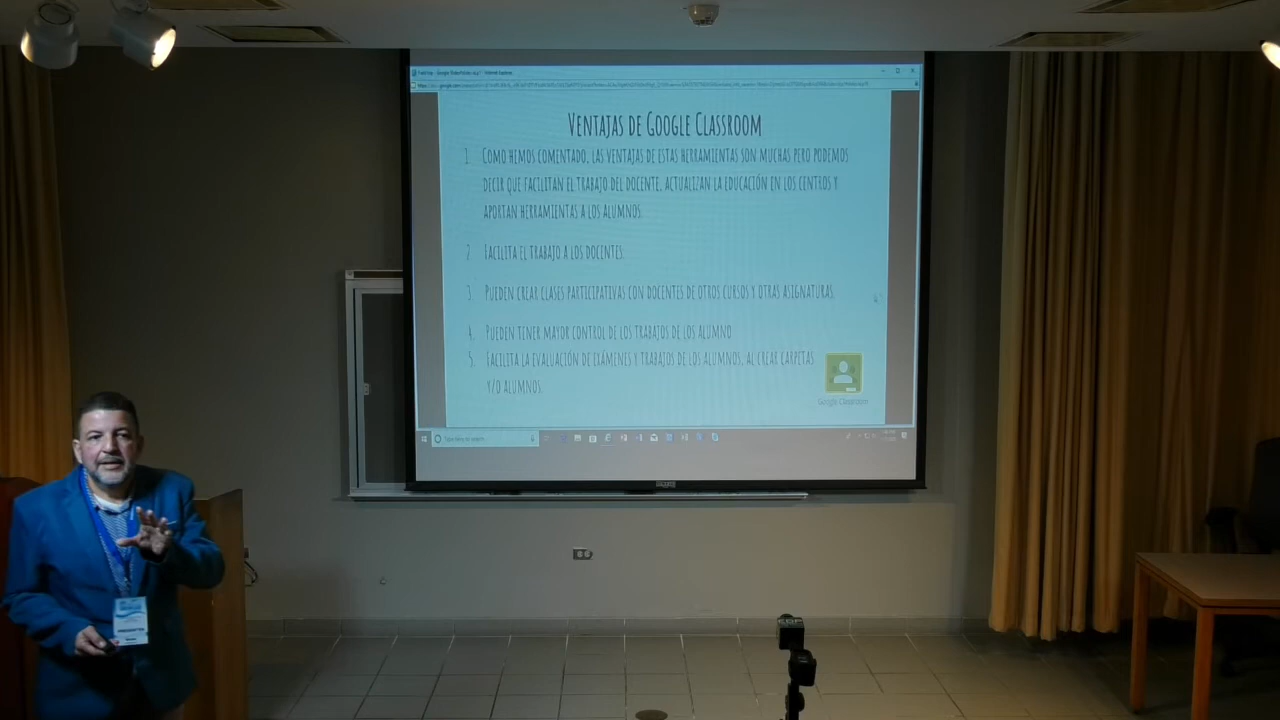 VENTAJAS DE GOOGLE CLASSROOM
1. COMO HEMOS COMENTADO, LAS VENTAJAS DE ESTAS HERRAMIENTAS SON MUCHAS PERO PODEMOS
DECIR QUE FACILITAN EL TRABAJO DEL DOCENTE, ACTUALIZAN LA EDUCACIÓN EN LOS CENTROS Y
APORTAN HERRAMIENTAS A LOS ALUMNOS.
2. FACILITA EL TRABAJO A LOS DOCENTES.
3. PUEDEN CREAR CLASES PARTICIPATIVAS CON DOCENTES DE OTROS CURSOS Y OTRAS ASIGNATURAS.
4. PUEDEN TENER MAYOR CONTROL DE LOS TRABAJOS DE LOS ALUMNO
5. FACILITA LA EVALUACIÓN DE EXÁMENES Y TRABAJOS DE LOS ALUMNOS, AL CREAR CARPETAS
Y/O ALUMNOS.
Google Classroom